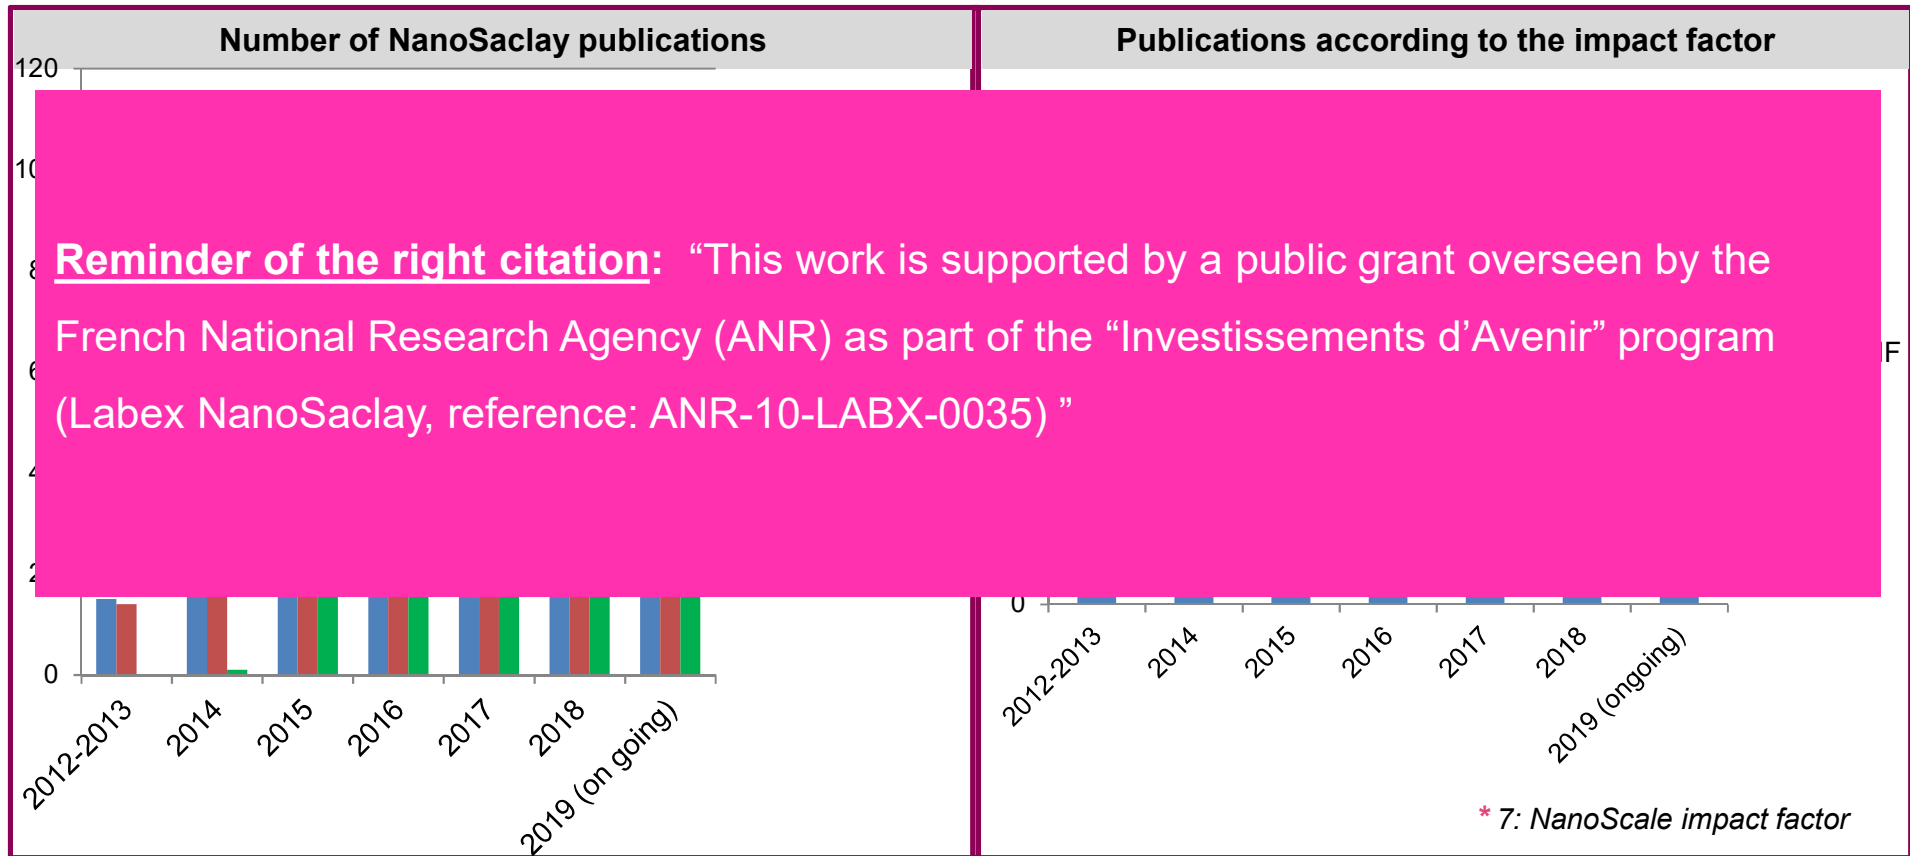 Number of NanoSaclay publications
Publications according to the impact factor
120
Reminder of the right citation: “This work is supported by a public grant overseen by the
French National Research Agency (ANR) as part of the “Investissements d’Avenir” program
(Labex NanoSaclay, reference: ANR-10-LABX-0035) ”
0
2012-2013
2014
2015
2016
2017
2018
2019 (on going)
0
2012-2013
2014
2015
2016
2017
2018
2019 (ongoing)
* 7: NanoScale impact factor